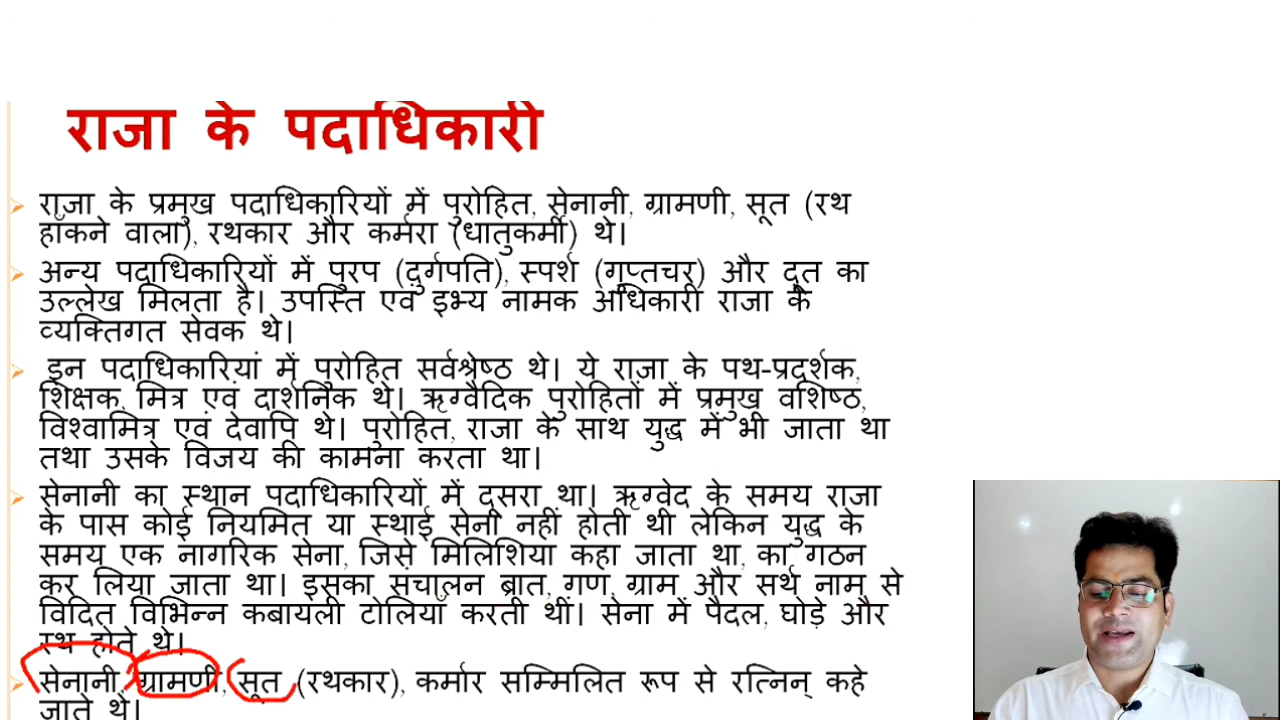 राजा के पदाधिकारी
राजा के प्रमुख पदाधिकारियों में पुरोहित, सेनानी, ग्रामणी, सूत (रथ
हाँकने वाला), रथकार और कर्मरा (धातुकर्मी) थे।
अन्य पदाधिकारियों में पुरप (दुर्गपति), स्पर्श (गुप्तचर) और दूत का
उल्लेख मिलता है। उपस्ति एवं इभ्य नामक अधिकारी राजा के
व्यक्तिगत सेवक थे।
इन पदाधिकारियां में पुरोहित सर्वश्रेष्ठ थे। ये राजा के पथ-प्रदर्शक,
शिक्षक, मित्र एवं दार्शनिक थे। ऋग्वैदिक पुरोहितों में प्रमुख वशिष्ठ,
विश्वामित्र एवं देवापि थे। पुरोहित, राजा के साथ युद्ध में भी जाता था
तथा उसके विजय की कामना करता था।
सेनानी का स्थान पदाधिकारियों में दूसरा था। ऋग्वेद के समय राजा
के पास कोई नियमित या स्थाई सेना नहीं होती थी लेकिन युद्ध के
समय एक नागरिक सेना, जिसे मिलिशिया कहा जाता था, का गठन
कर लिया जाता था। इसका संचालन ब्रात, गण, ग्राम और सर्ध नाम से
विदित विभिन्न कबायली टोलियाँ करती थीं। सेना में पैदल, घोड़े और
रथ होते थे।
सेनानी, ग्रामणी, सूत (रथकार), कर्मार सम्मिलित रूप से रत्निन् कहे
जाते थे।